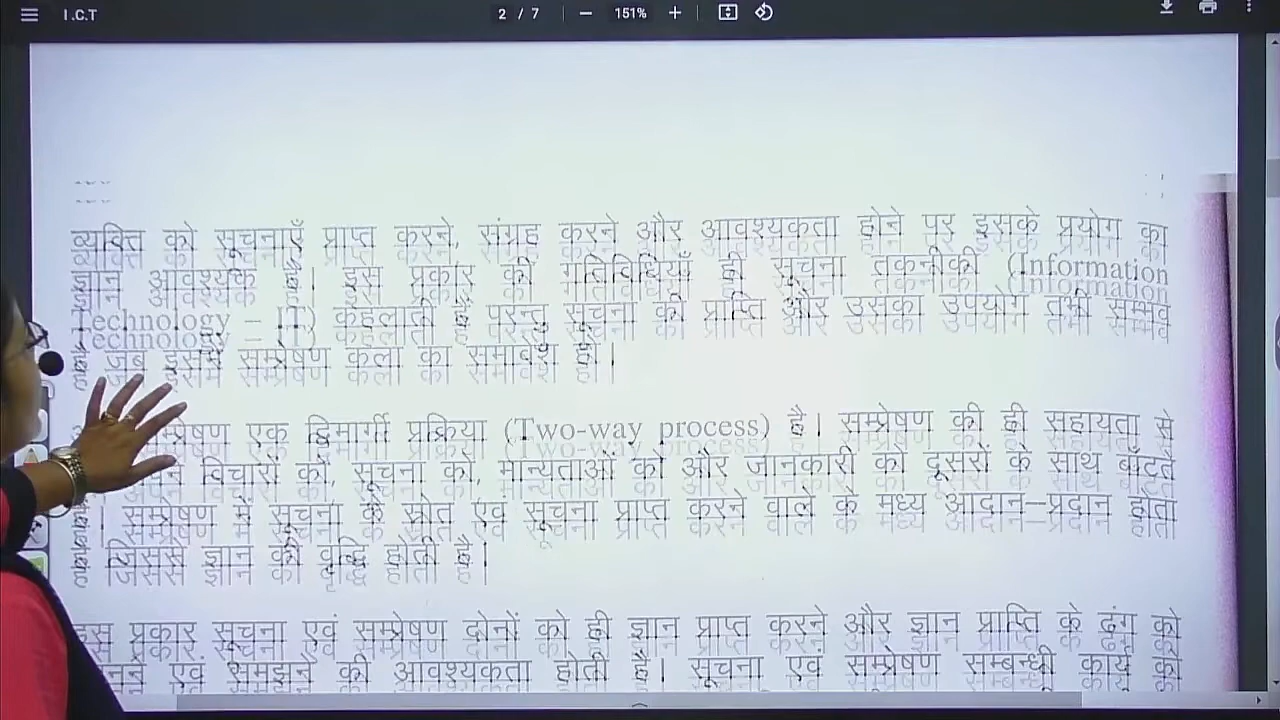 I.C.T
2 / 7
151%
व्यक्ति को सूचनाएँ प्राप्त करने, संग्रह करने और आवश्यकता होने पर इसके प्रयोग का
ज्ञान आवश्यक है। इस प्रकार की गतिविधियाँ ही सूचना तकनीकी (Information
Technology – IT) कहलाती है परन्तु सूचना की प्राप्ति और उसका उपयोग तभी सम्भव
जब इसमें सम्प्रेषण कला का समावेश हो।
सम्प्रेषण एक द्विमार्गी प्रक्रिया (Two-way process) है। सम्प्रेषण की ही सहायता से
अपने विचारों को, सूचना को, मान्यताओं को और जानकारी को दूसरों के साथ बाँटते
सम्प्रेषण में सूचना के स्रोत एवं सूचना प्राप्त करने वाले के मध्य आदान–प्रदान होता
जिससे ज्ञान की वृद्धि होती है।
इस प्रकार सूचना एवं सम्प्रेषण दोनों को ही ज्ञान प्राप्त करने और ज्ञान प्राप्ति के ढंग को
एवं समझने की आवश्यकता होती है। सूचना एवं सम्प्रेषण सम्बन्धी कार्य को